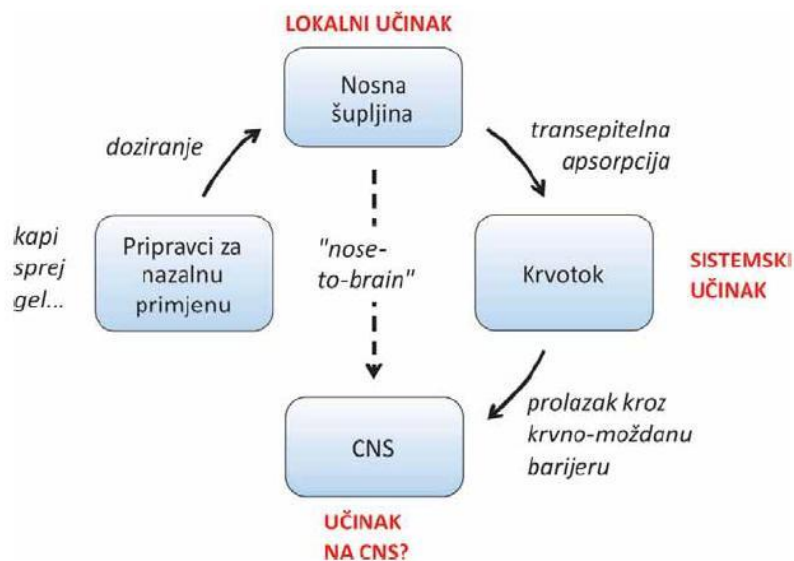 LOKALNI UČINAK
Nosna
šupljina
doziranje
transepitelna
apsorpcija
kapi
sprej
gel...
Pripravci za
nazalnu
primjenu
"nose-
to-brain"
Krvotok
SISTEMSKI
UČINAK
prolazak kroz
krvno-moždanu
barijeru
CNS
UČINAK
NA CNS?